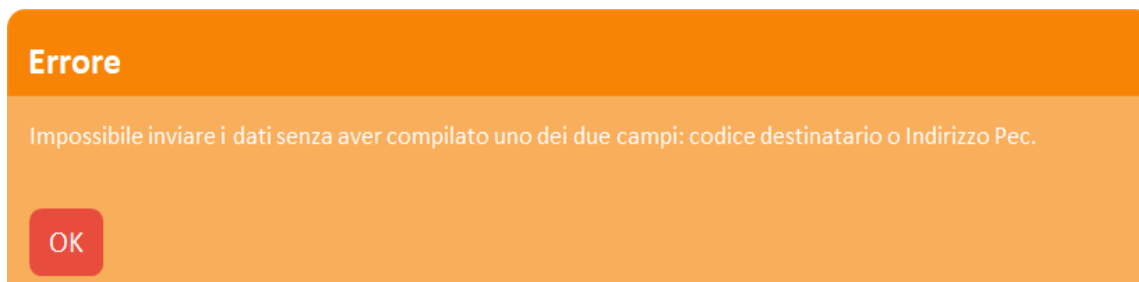 Errore
Impossibile inviare i dati senza aver compilato uno dei due campi: codice destinatario o Indirizzo Pec.
OK